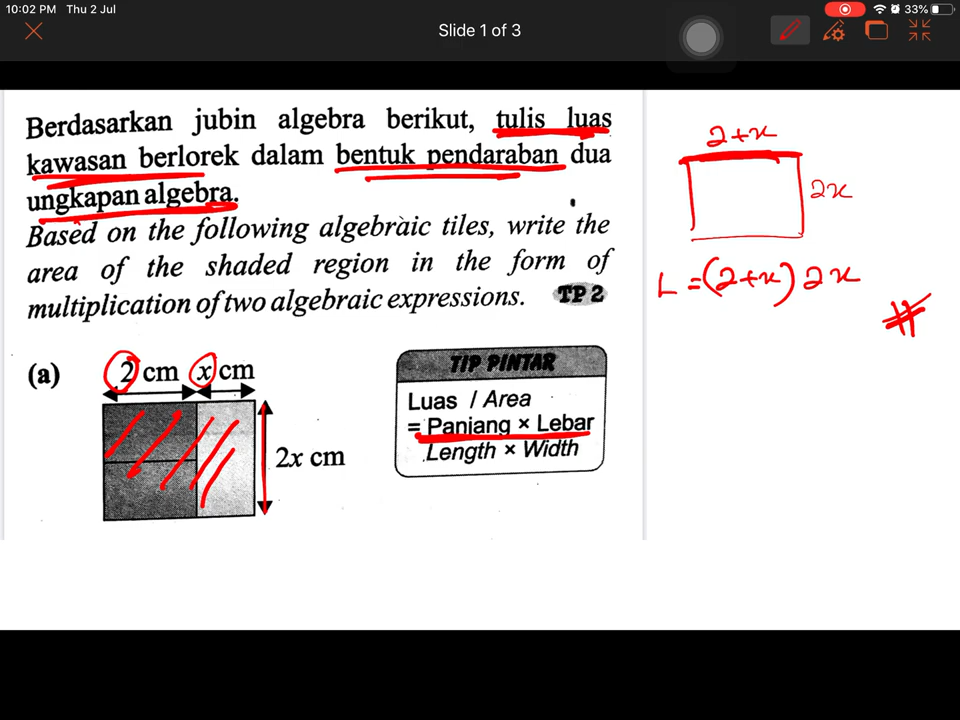 10:02 PM Thu 2 Jul
33%
Slide 1 of 3
Berdasarkan jubin algebra berikut, tulis luas
kawasan berlorek dalam bentuk pendaraban dua
ungkapan algebra.
Based on the following algebraic tiles, write the
area of the shaded region in the form of
multiplication of two algebraic expressions. TP 2
(a) 2 cm x cm
2x cm
TIP PINTAR
Luas / Area
= Panjang × Lebar
Length × Width
2+x
2x
L = (2+x) 2x